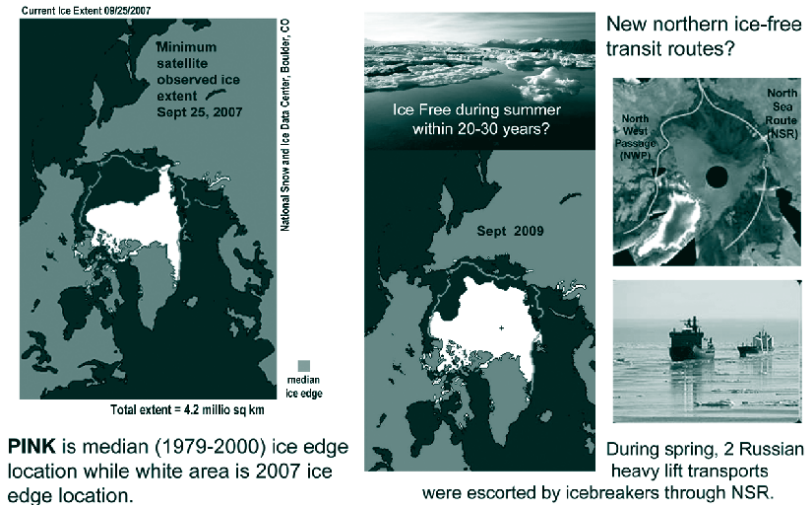 Current Ice Extent 09/25/2007
Minimum
satellite
observed ice
extent
Sept 25, 2007
National Snow and Ice Data Center, Boulder, CO
median
ice edge
Total extent = 4.2 millio sq km
PINK is median (1979-2000) ice edge
location while white area is 2007 ice
edge location.
Ice Free during summer
within 20-30 years?
Sept 2009
New northern ice-free
transit routes?
North
West
Passage
(NWP)
North
Sea
Route
(NSR)
During spring, 2 Russian
heavy lift transports
were escorted by icebreakers through NSR.